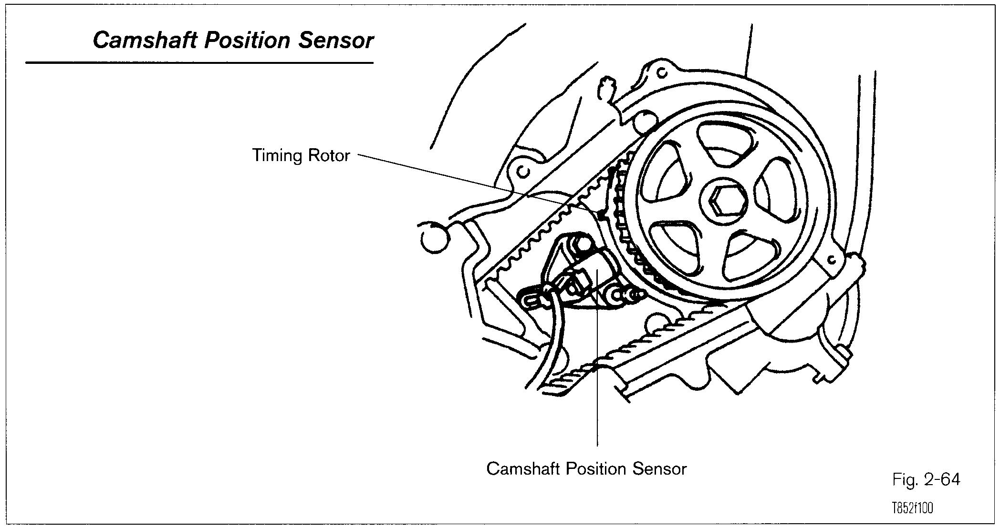 Camshaft Position Sensor
Timing Rotor
Camshaft Position Sensor
Fig. 2-64
T852f100